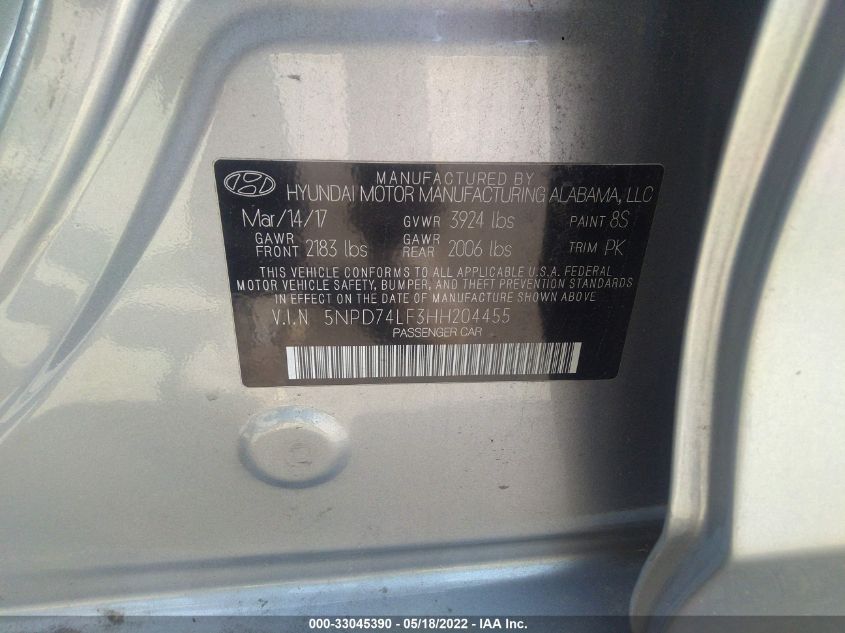 MANUFACTURED BY
HYUNDAI MOTOR MANUFACTURING ALABAMA, LLC
Mar/14/17 GVWR 3924 lbs PAINT 8S
GAWR FRONT 2183 lbs GAWR REAR 2006 lbs TRIM PK
THIS VEHICLE CONFORMS TO ALL APPLICABLE U.S.A. FEDERAL
MOTOR VEHICLE SAFETY, BUMPER, AND THEFT PREVENTION STANDARDS
IN EFFECT ON THE DATE OF MANUFACTURING SHOWN ABOVE
V.I.N 5NPD74LF3HH204455
PASSENGER CAR
000-33045390 - 05/18/2022 - IAA Inc.